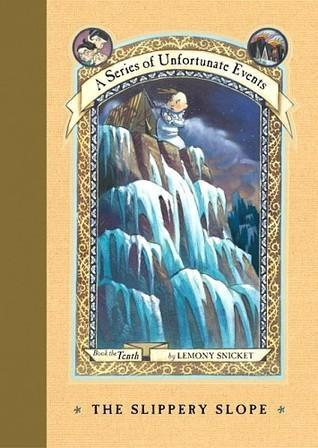 A Series of Unfortunate Events
Book the Tenth
by LEMONY SNICKET
* THE SLIPPERY SLOPE *